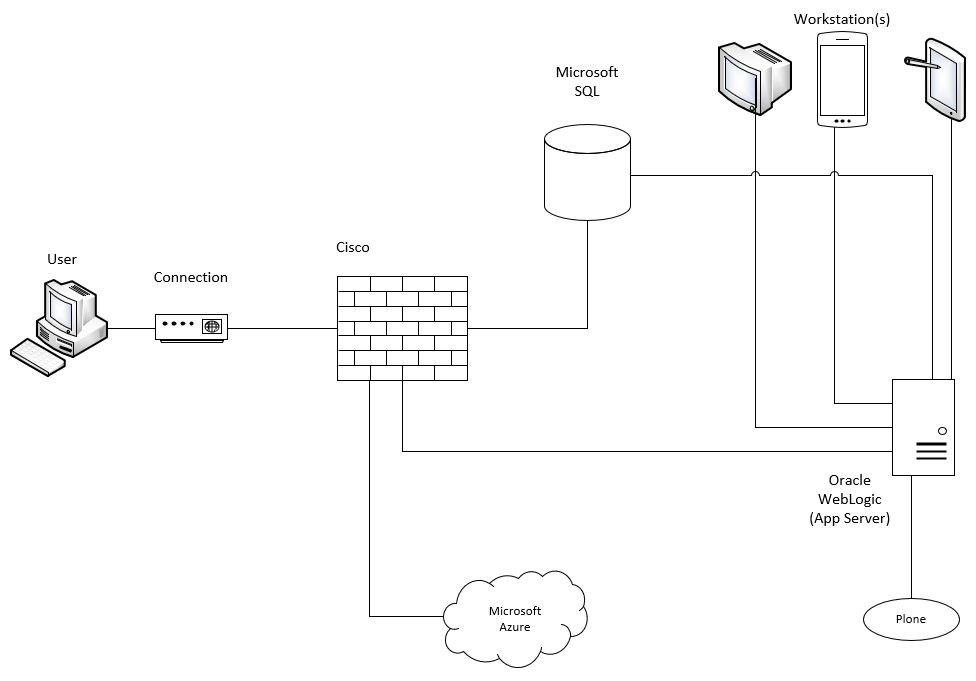 Workstation(s)
Microsoft
SQL
Cisco
User
Connection
Oracle
WebLogic
(App Server)
Microsoft
Azure
Plone